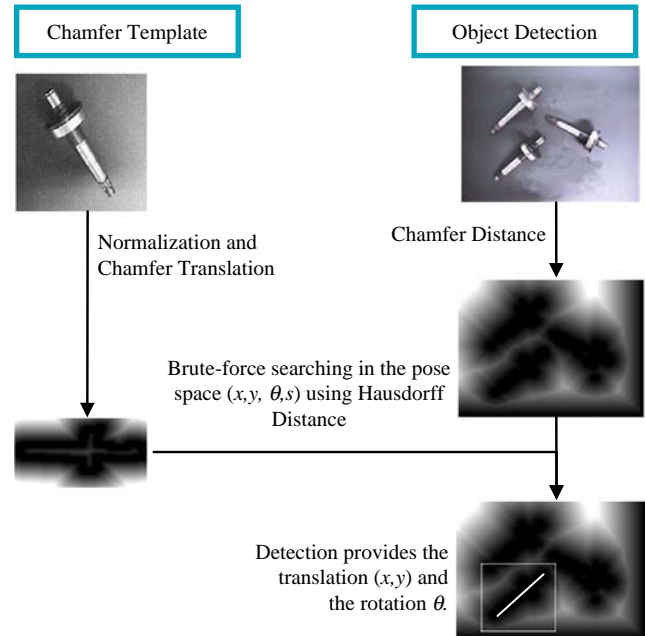 Chamfer Template
Object Detection
Normalization and
Chamfer Translation
Chamfer Distance
Brute-force searching in the pose
space (x,y, θ,s) using Hausdorff
Distance
Detection provides the
translation (x,y) and
the rotation θ.